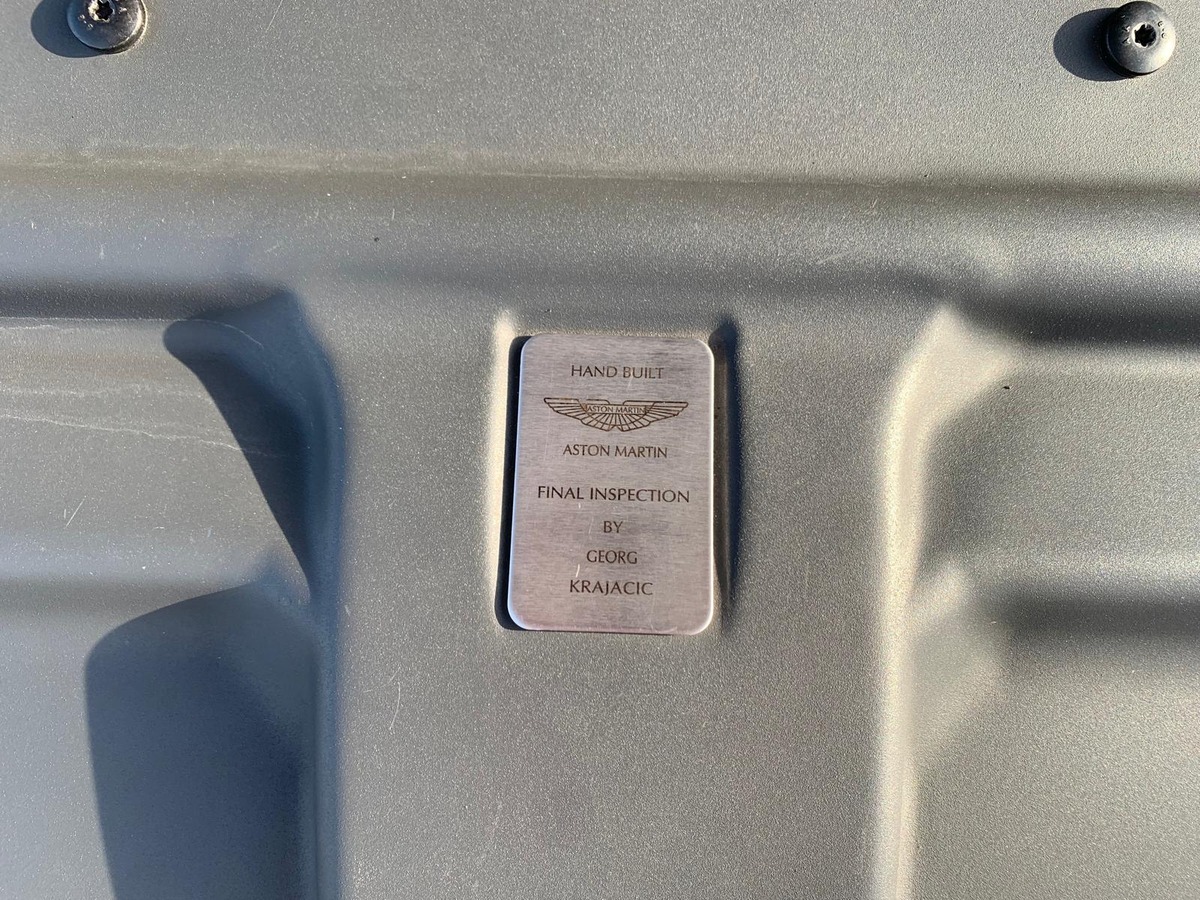 HAND BUILT
ASTON MARTIN
ASTON MARTIN
FINAL INSPECTION
BY
GEORG
KRAJACIC